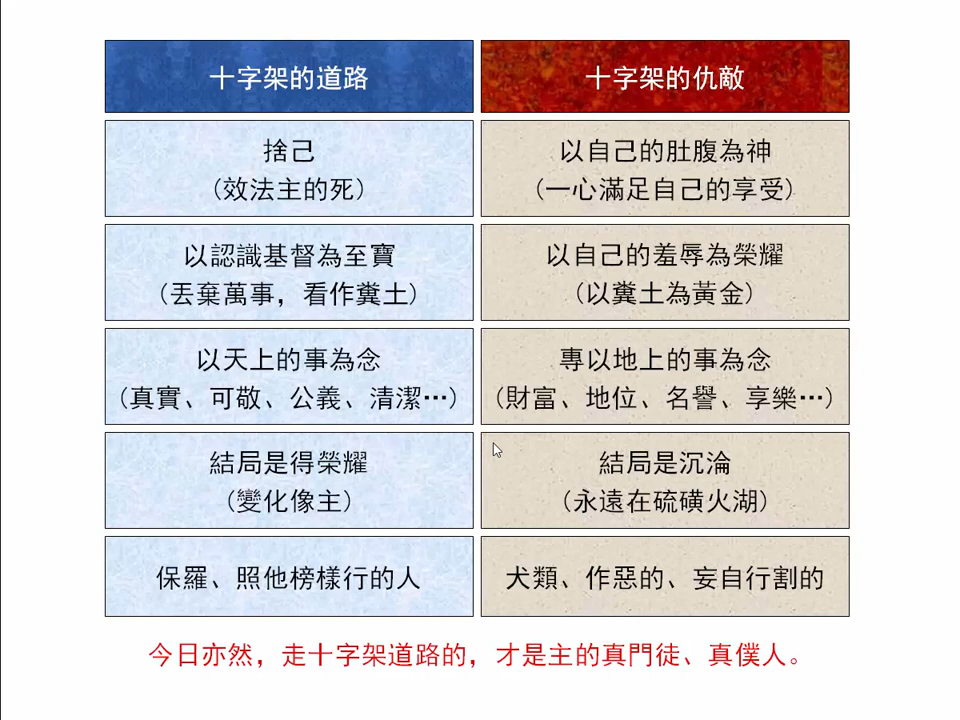 十字架的道路
十字架的仇敵
捨己
(效法主的死)
以自己的肚腹為神
(一心滿足自己的享受)
以認識基督為至寶
(丟棄萬事，看作糞土)
以自己的羞辱為榮耀
(以糞土為黃金)
以天上的事為念
(真實、可敬、公義、清潔…)
專以地上的事為念
(財富、地位、名譽、享樂…)
結局是得榮耀
(變化像主)
結局是沉淪
(永遠在硫磺火湖)
保羅、照他榜樣行的人
犬類、作惡的、妄自行割的
今日亦然，走十字架道路的，才是主的真門徒、真僕人。